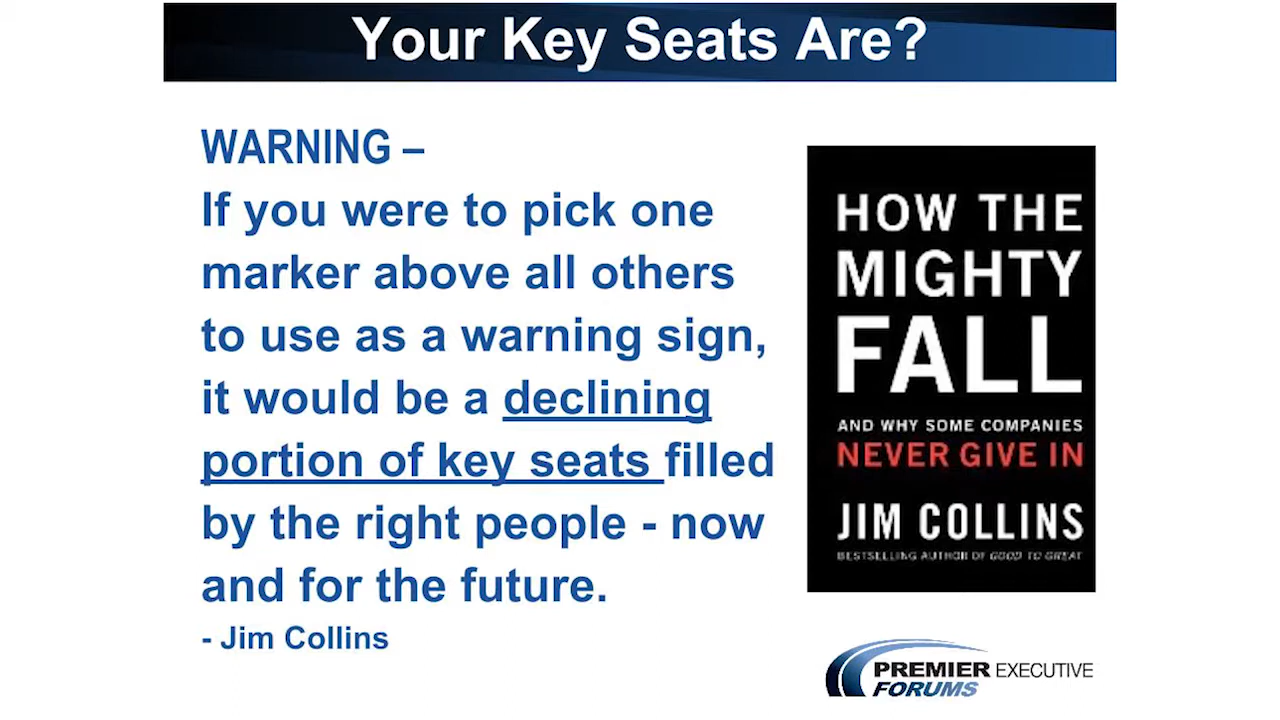 Your Key Seats Are?
WARNING –
If you were to pick one
marker above all others
to use as a warning sign,
it would be a declining
portion of key seats filled
by the right people - now
and for the future.
- Jim Collins
HOW THE
MIGHTY
FALL
AND WHY SOME COMPANIES
NEVER GIVE IN
JIM COLLINS
BESTSELLING AUTHOR OF GOOD TO GREAT
PREMIER EXECUTIVE
FORUMS